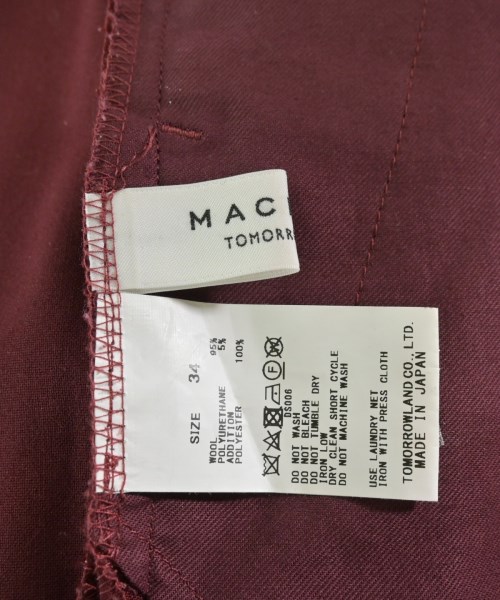 MAC
TOMORR
SIZE 34
WOOL 95%
POLYURETHANE 5%
ADDITION
POLYESTER 100%
DS006
DO NOT WASH
DO NOT BLEACH
DO NOT TUMBLE DRY
IRON LOW
DRY CLEAN SHORT CYCLE
DO NOT MACHINE WASH
USE LAUNDRY NET
IRON WITH PRESS CLOTH
TOMORROWLAND CO., LTD.
MADE IN JAPAN